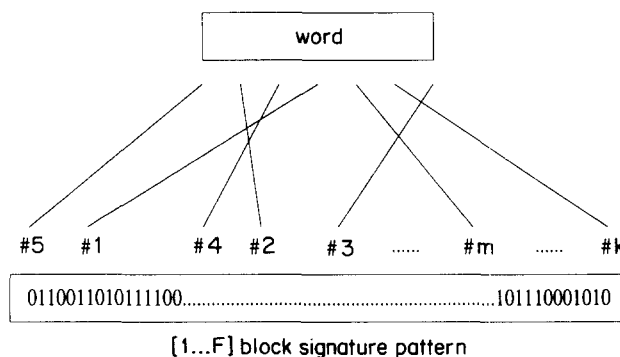 word
#5 #1 #4 #2 #3 ...... #m ...... #k
0110011010111100..........................................................101110001010
[1...F] block signature pattern